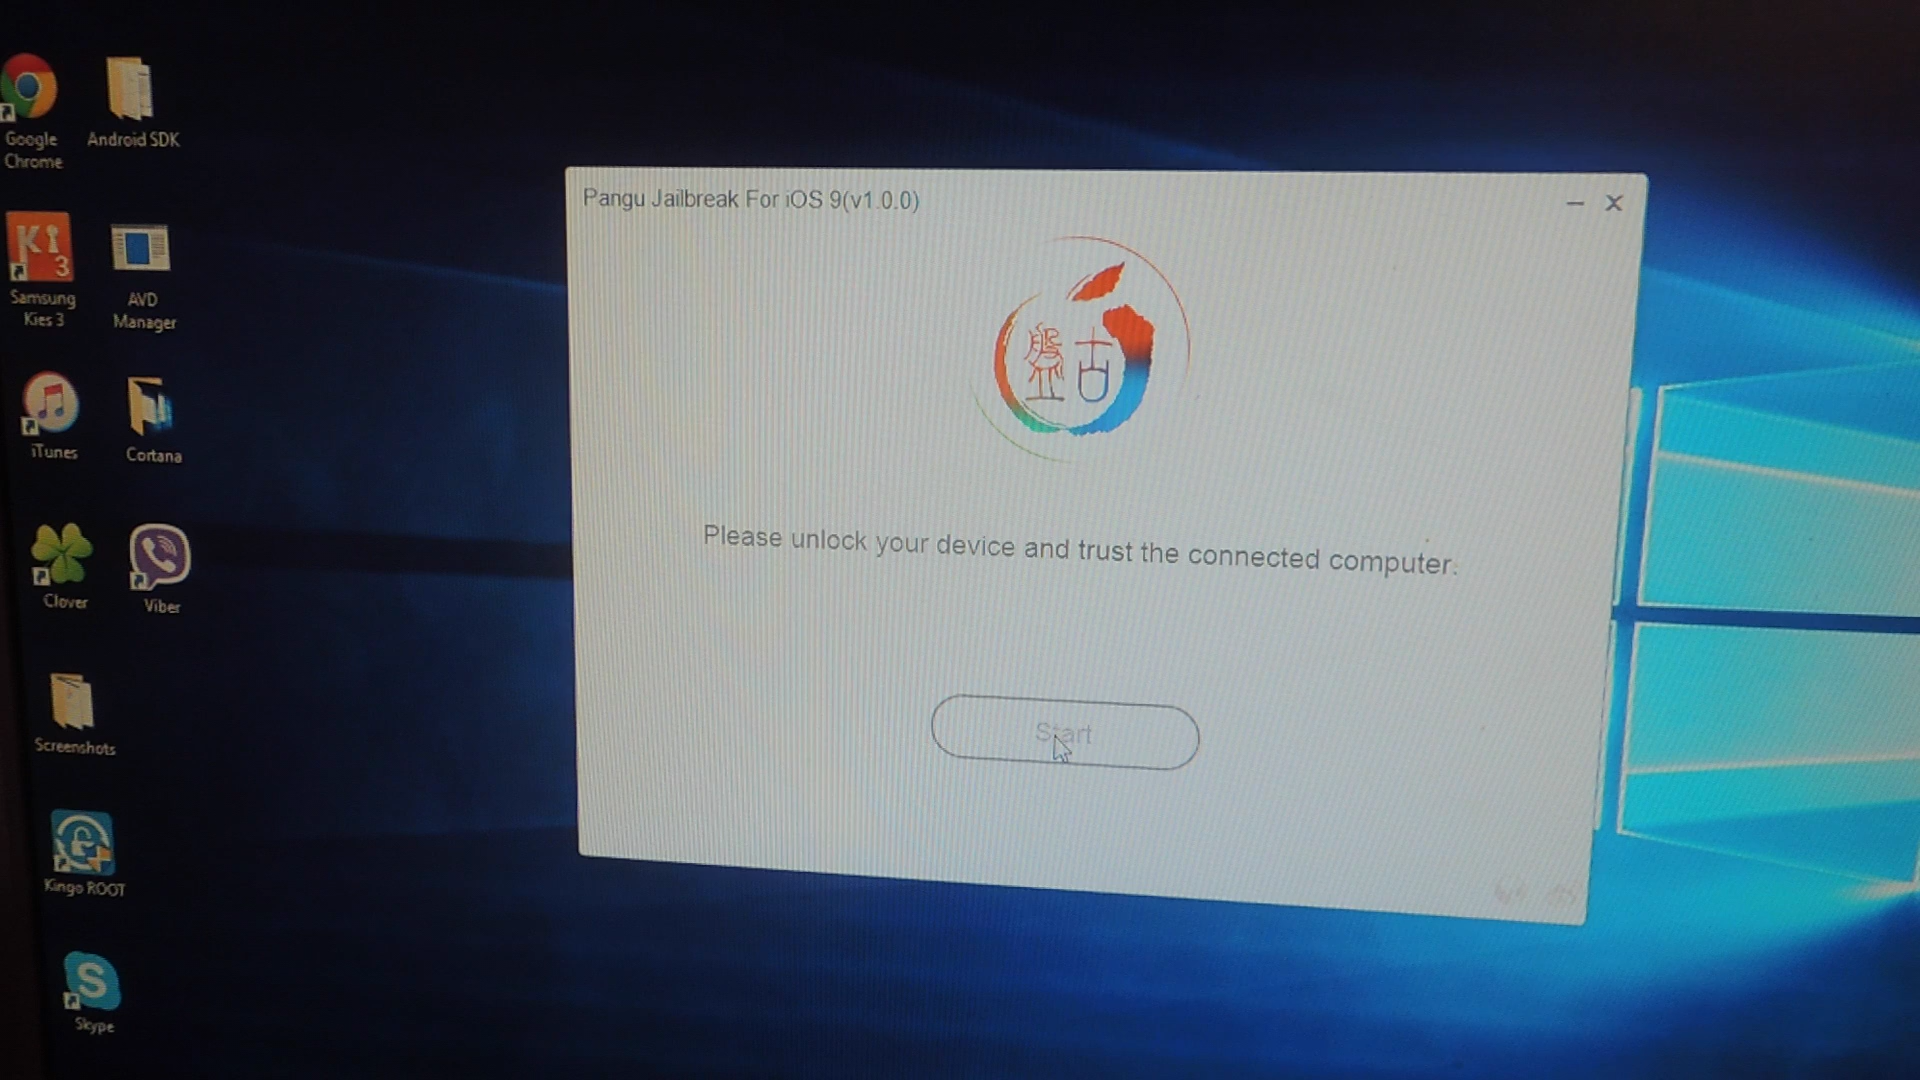 Google
Chrome
Android SDK
Samsung
Kies 3
AVD
Manager
iTunes
Cortana
Clover
Viber
Screenshots
Kingo ROOT
Skype
Pangu Jailbreak For iOS 9(v1.0.0)
盤古
Please unlock your device and trust the connected computer.
Start